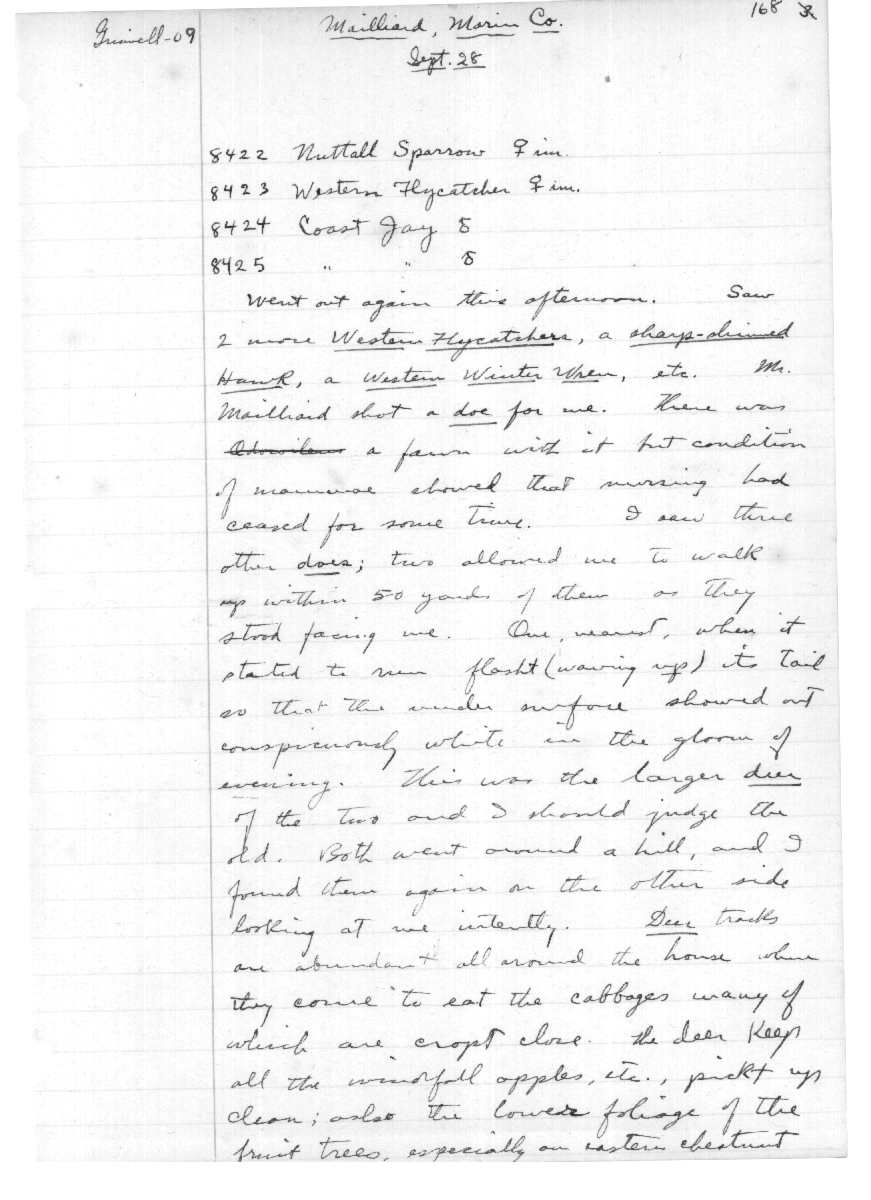 Grinnell-09
Mailliard, Marin Co.
168
Sept. 28
8422 Nuttall Sparrow ♀ im.
8423 Western Flycatcher ♀ im.
8424 Coast Jay ♂
8425 " " ♂
Went out again this afternoon. Saw
2 more Western Flycatchers, a sharp-shinned
Hawk, a Western Winter Wren, etc. Mr.
Mailliard shot a doe for me. There was
a fawn with it but condition
of mammae showed that nursing had
ceased for some time. I saw three
other does; two allowed me to walk
up within 50 yards of them as they
stood facing me. One, nearest, when it
started to run flasht (waving up) its tail
so that the under surface showed out
conspicuously white in the gloom of
evening. This was the larger deer
of the two and I should judge the
old. Both went around a hill, and I
found them again on the other side
looking at me intently. Deer tracks
are abundant all around the house where
they come to eat the cabbages many of
which are cropt close. The deer keep
all the windfall apples, etc., pickt up
clean; aslso the lower foliage of the
fruit trees, especially an eastern chestnut